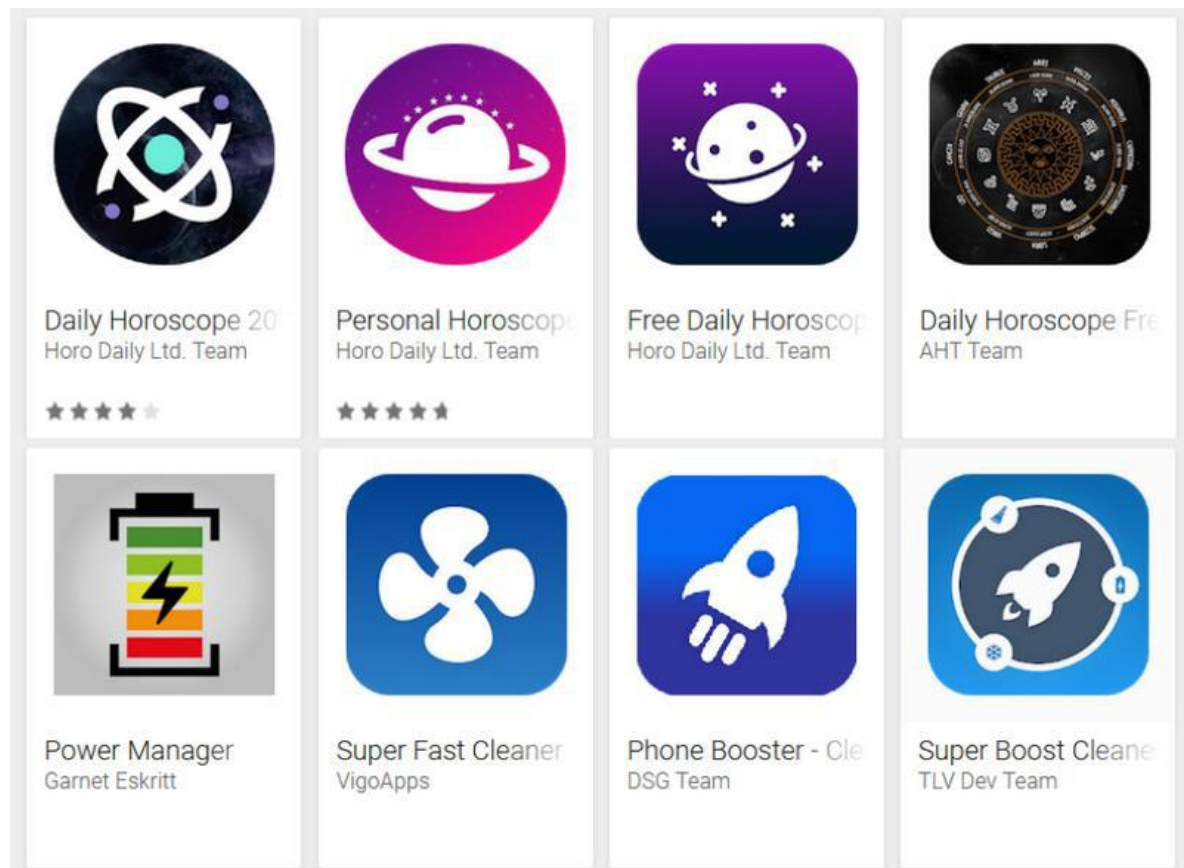 Daily Horoscope 20
Personal Horoscope
Free Daily Horoscop
Daily Horoscope Fre
Horo Daily Ltd. Team
Horo Daily Ltd. Team
Horo Daily Ltd. Team
AHT Team
Power Manager
Super Fast Cleaner
Phone Booster - Cle
Super Boost Cleane
Garnet Eskritt
VigoApps
DSG Team
TLV Dev Team